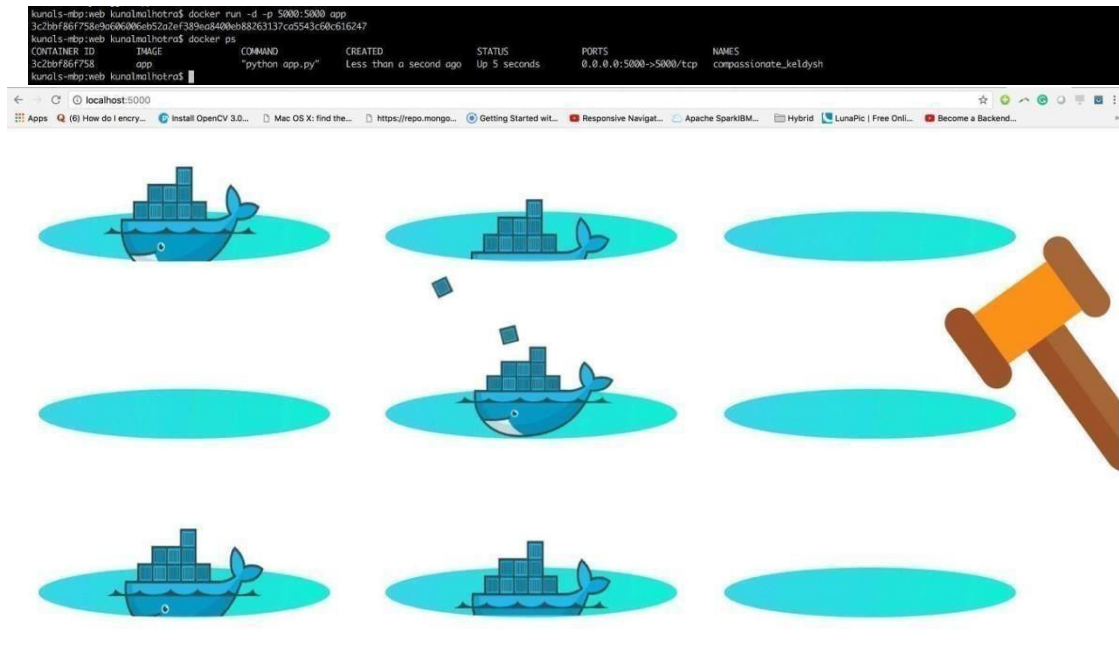 kunals-mbp:web kunalmalhotra$ docker run -d -p 5000:5000 app
3c2bbf86f758e9a606006eb52a2ef389ea8400eb88263137ca5543c60c616247
kunals-mbp:web kunalmalhotra$ docker ps
CONTAINER ID IMAGE COMMAND CREATED STATUS PORTS NAMES
3c2bbf86f758 app "python app.py" Less than a second ago Up 5 seconds 0.0.0.0:5000->5000/tcp compassionate_keldysh
kunals-mbp:web kunalmalhotra$
localhost:5000
Apps (6) How do I encry... Install OpenCV 3.0... Mac OS X: find the... https://repo.mongo... Getting Started wit... Responsive Navigat... Apache Spark|IBM... Hybrid LunaPic | Free Onli... Become a Backend...